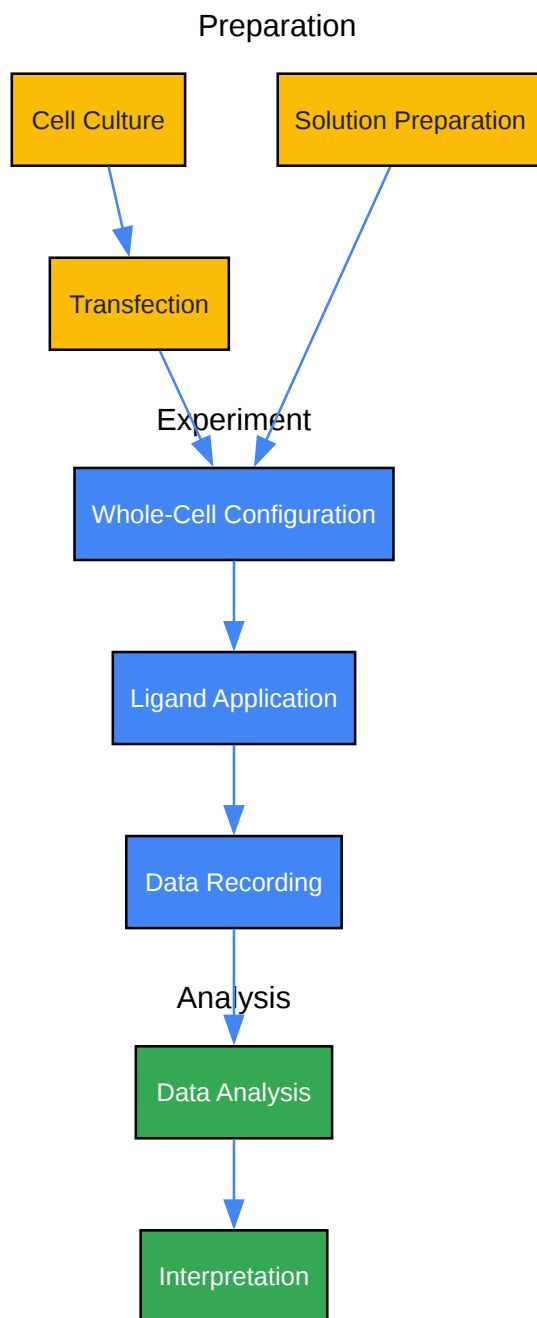 Preparation
Cell Culture
Solution Preparation
Transfection
Experiment
Whole-Cell Configuration
Ligand Application
Data Recording
Analysis
Data Analysis
Interpretation